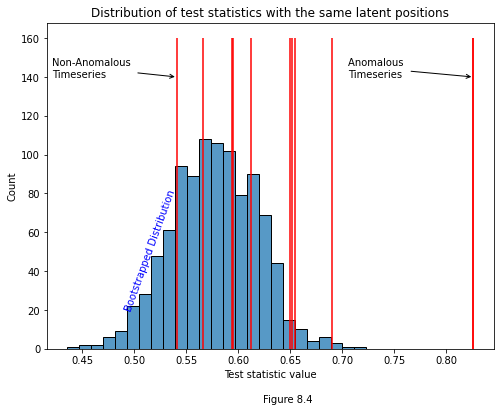 Distribution of test statistics with the same latent positions
160
140
120
100
80
60
40
20
0
Count
Non-Anomalous
Timeseries
Anomalous
Timeseries
Bootstrapped Distribution
0.45 0.50 0.55 0.60 0.65 0.70 0.75 0.80
Test statistic value
Figure 8.4